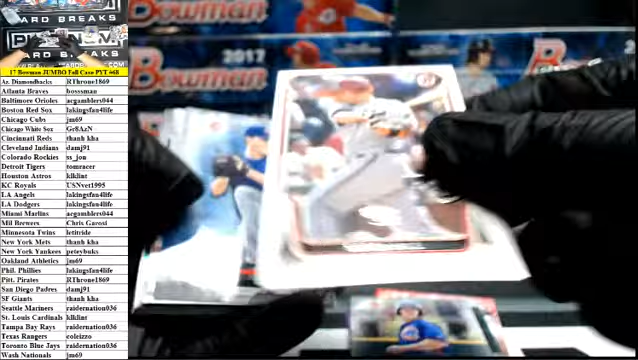 ARD BREAKS
ARD BREAKS
17 Bowman JUMBO Full Case PYT #68
Az. Diamondbacks RThrone1869
Atlanta Braves bosssman
Baltimore Orioles acgamblers044
Boston Red Sox lakingsfan4life
Chicago Cubs jm69
Chicago White Sox Gr8AzN
Cincinnati Reds thanh kha
Cleveland Indians damj91
Colorado Rockies ss_jon
Detroit Tigers tomracer
Houston Astros klklint
KC Royals USNvet1995
LA Angels lakingsfan4life
LA Dodgers lakingsfan4life
Miami Marlins acgamblers044
Mil Brewers Chris Garosi
Minnesota Twins letitride
New York Mets thanh kha
New York Yankees peteybuks
Oakland Athletics jm69
Phil. Phillies lakingsfan4life
Pitt. Pirates RThrone1869
San Diego Padres damj91
SF Giants thanh kha
Seattle Mariners raidernation036
St. Louis Cardinals klklint
Tampa Bay Rays raidernation036
Texas Rangers coleizzo
Toronto Blue Jays raidernation036
Wash Nationals jm69
Bowman
2017
Bowman
B